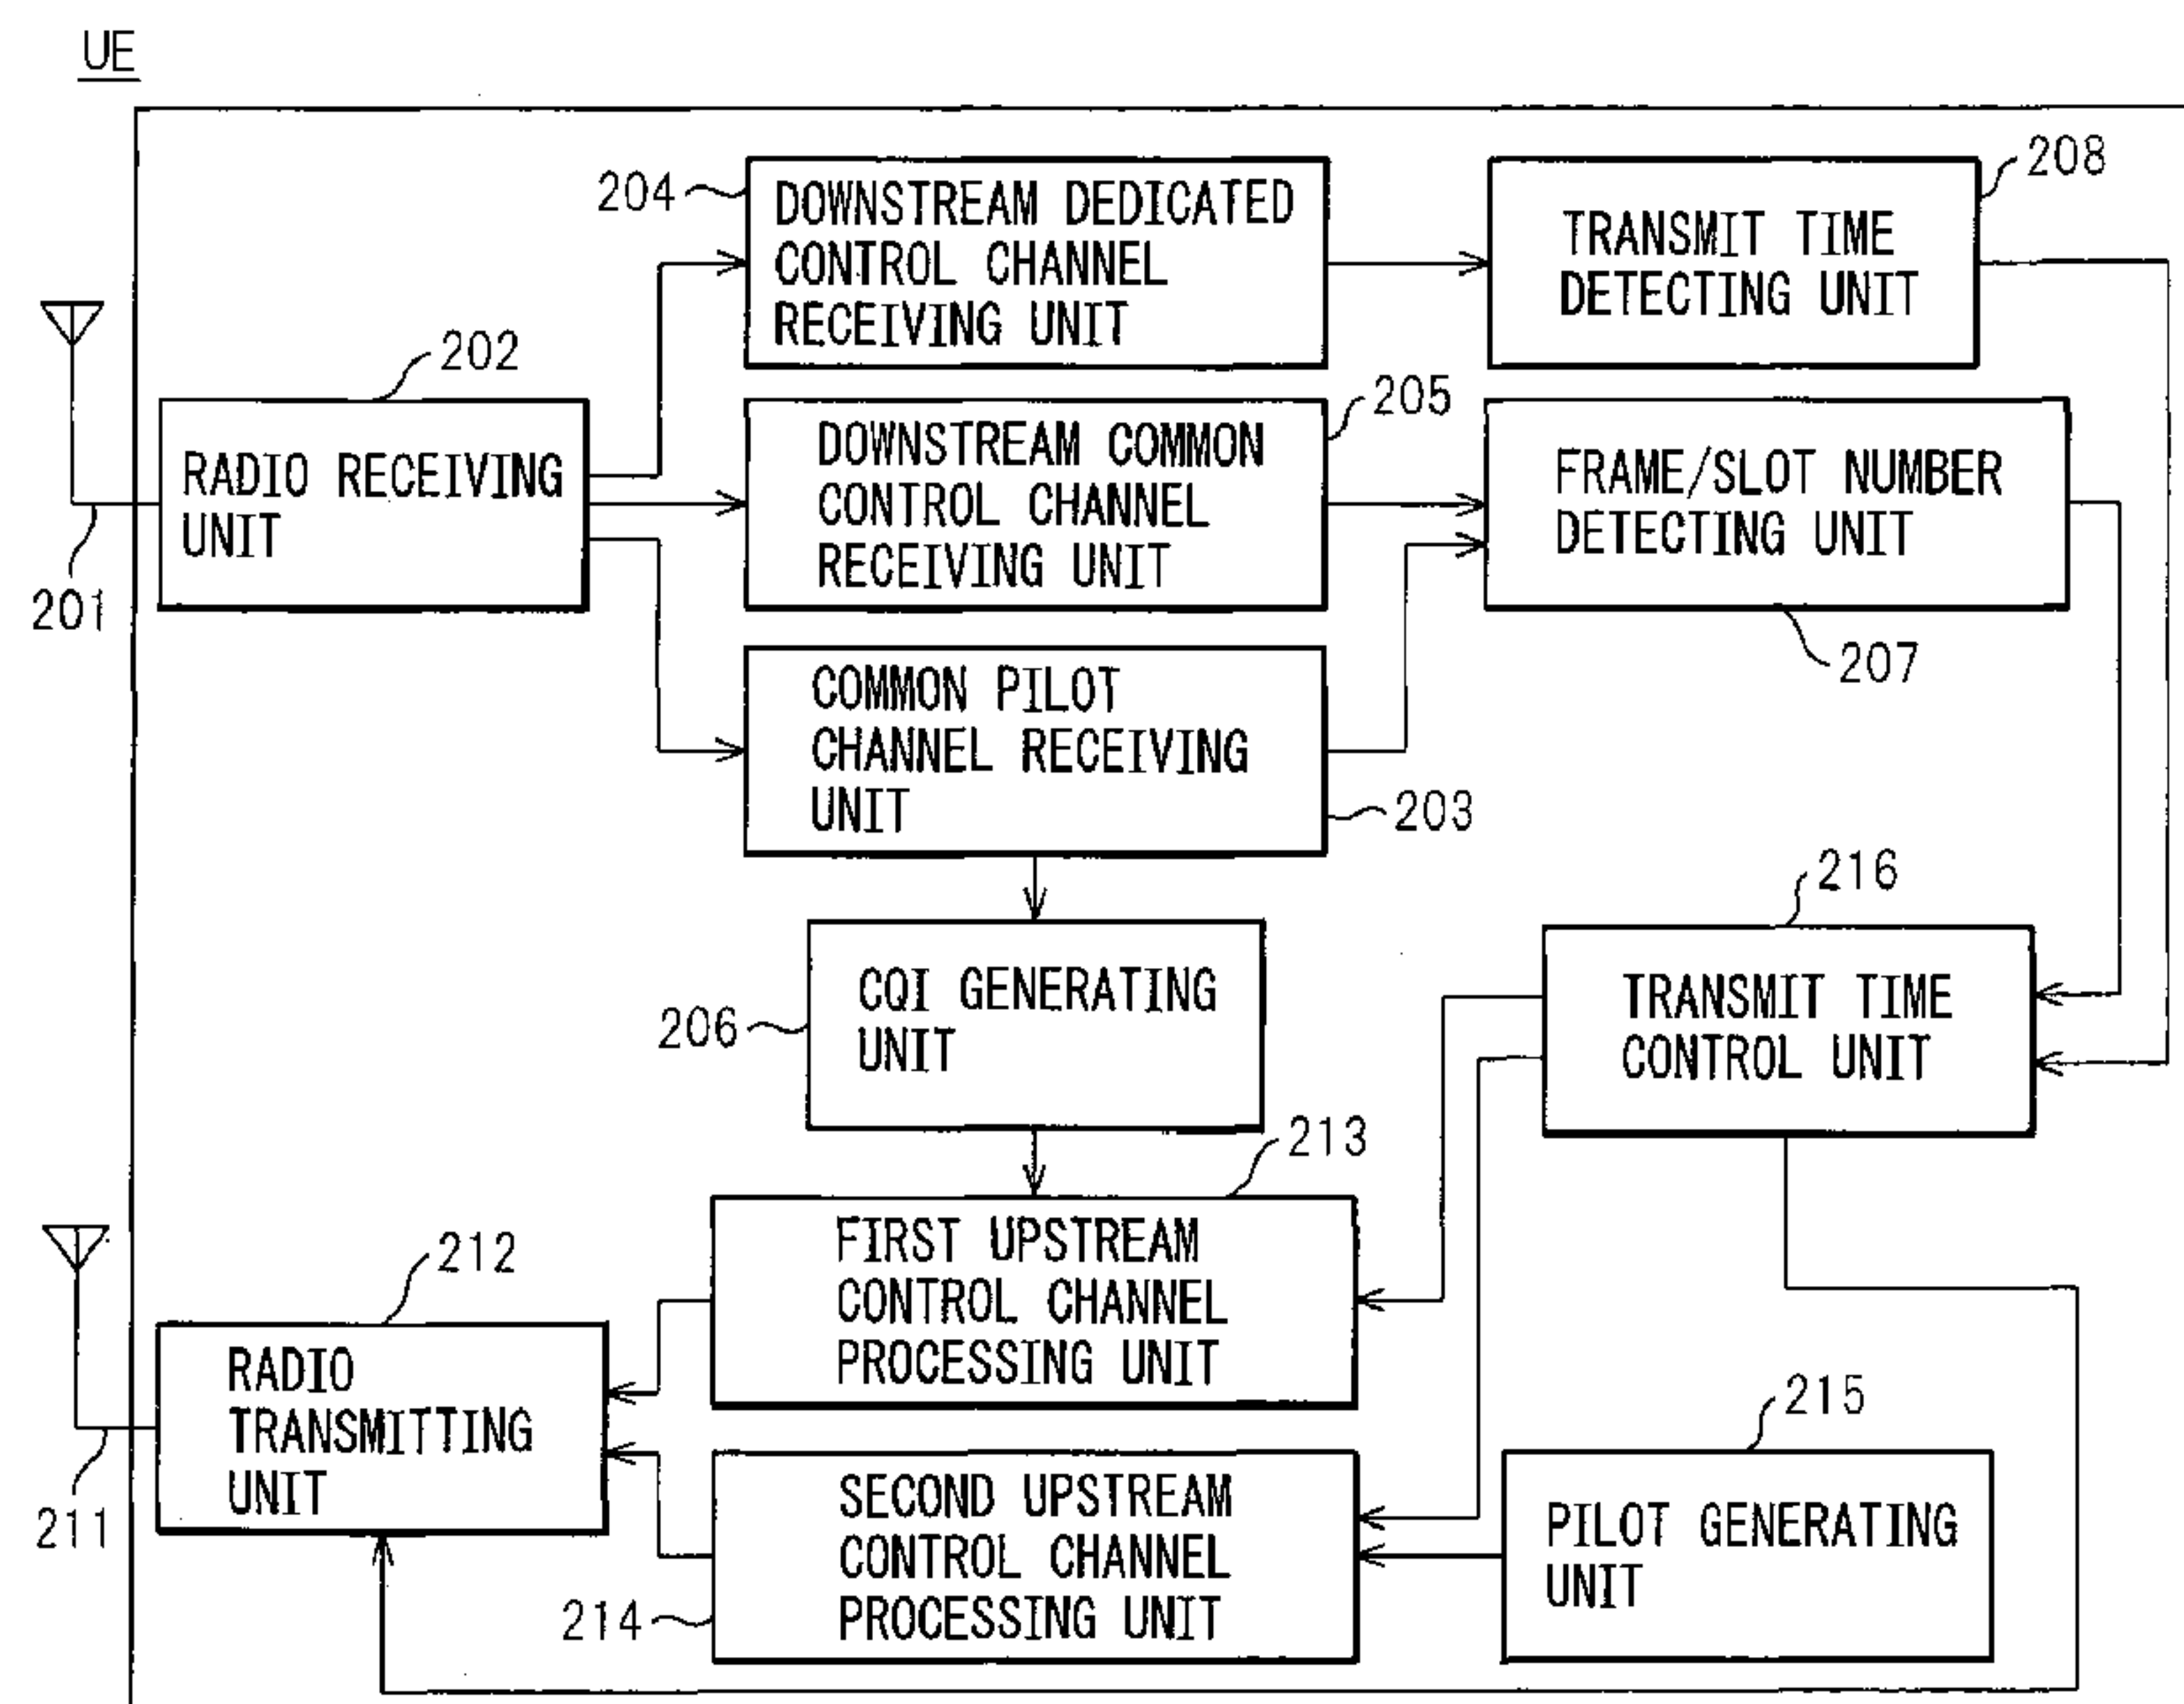 UE
204
DOWNSTREAM DEDICATED
CONTROL CHANNEL
RECEIVING UNIT
208
TRANSMIT TIME
DETECTING UNIT
202
RADIO RECEIVING
UNIT
201
205
DOWNSTREAM COMMON
CONTROL CHANNEL
RECEIVING UNIT
FRAME/SLOT NUMBER
DETECTING UNIT
207
COMMON PILOT
CHANNEL RECEIVING
UNIT
203
206
CQI GENERATING
UNIT
216
TRANSMIT TIME
CONTROL UNIT
213
FIRST UPSTREAM
CONTROL CHANNEL
PROCESSING UNIT
212
RADIO
TRANSMITTING
UNIT
211
214
SECOND UPSTREAM
CONTROL CHANNEL
PROCESSING UNIT
215
PILOT GENERATING
UNIT